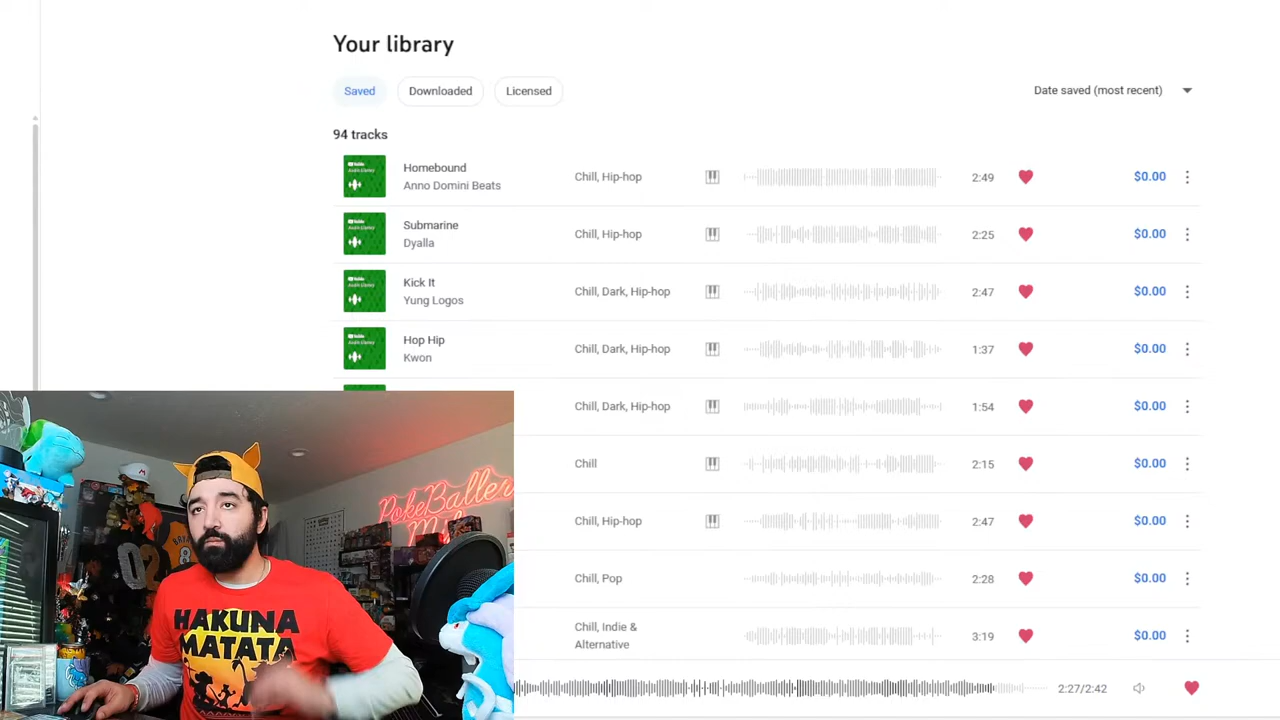 Your library
Saved
Downloaded
Licensed
Date saved (most recent)
94 tracks
Homebound
Anno Domini Beats
Chill, Hip-hop
2:49
$0.00
Submarine
Dyalla
Chill, Hip-hop
2:25
$0.00
Kick It
Yung Logos
Chill, Dark, Hip-hop
2:47
$0.00
Hop Hip
Kwon
Chill, Dark, Hip-hop
1:37
$0.00
Chill, Dark, Hip-hop
1:54
$0.00
Chill
2:15
$0.00
Chill, Hip-hop
2:47
$0.00
Chill, Pop
2:28
$0.00
Chill, Indie &
Alternative
3:19
$0.00
2:27/2:42
PokeBaller
HAKUNA
MATATA